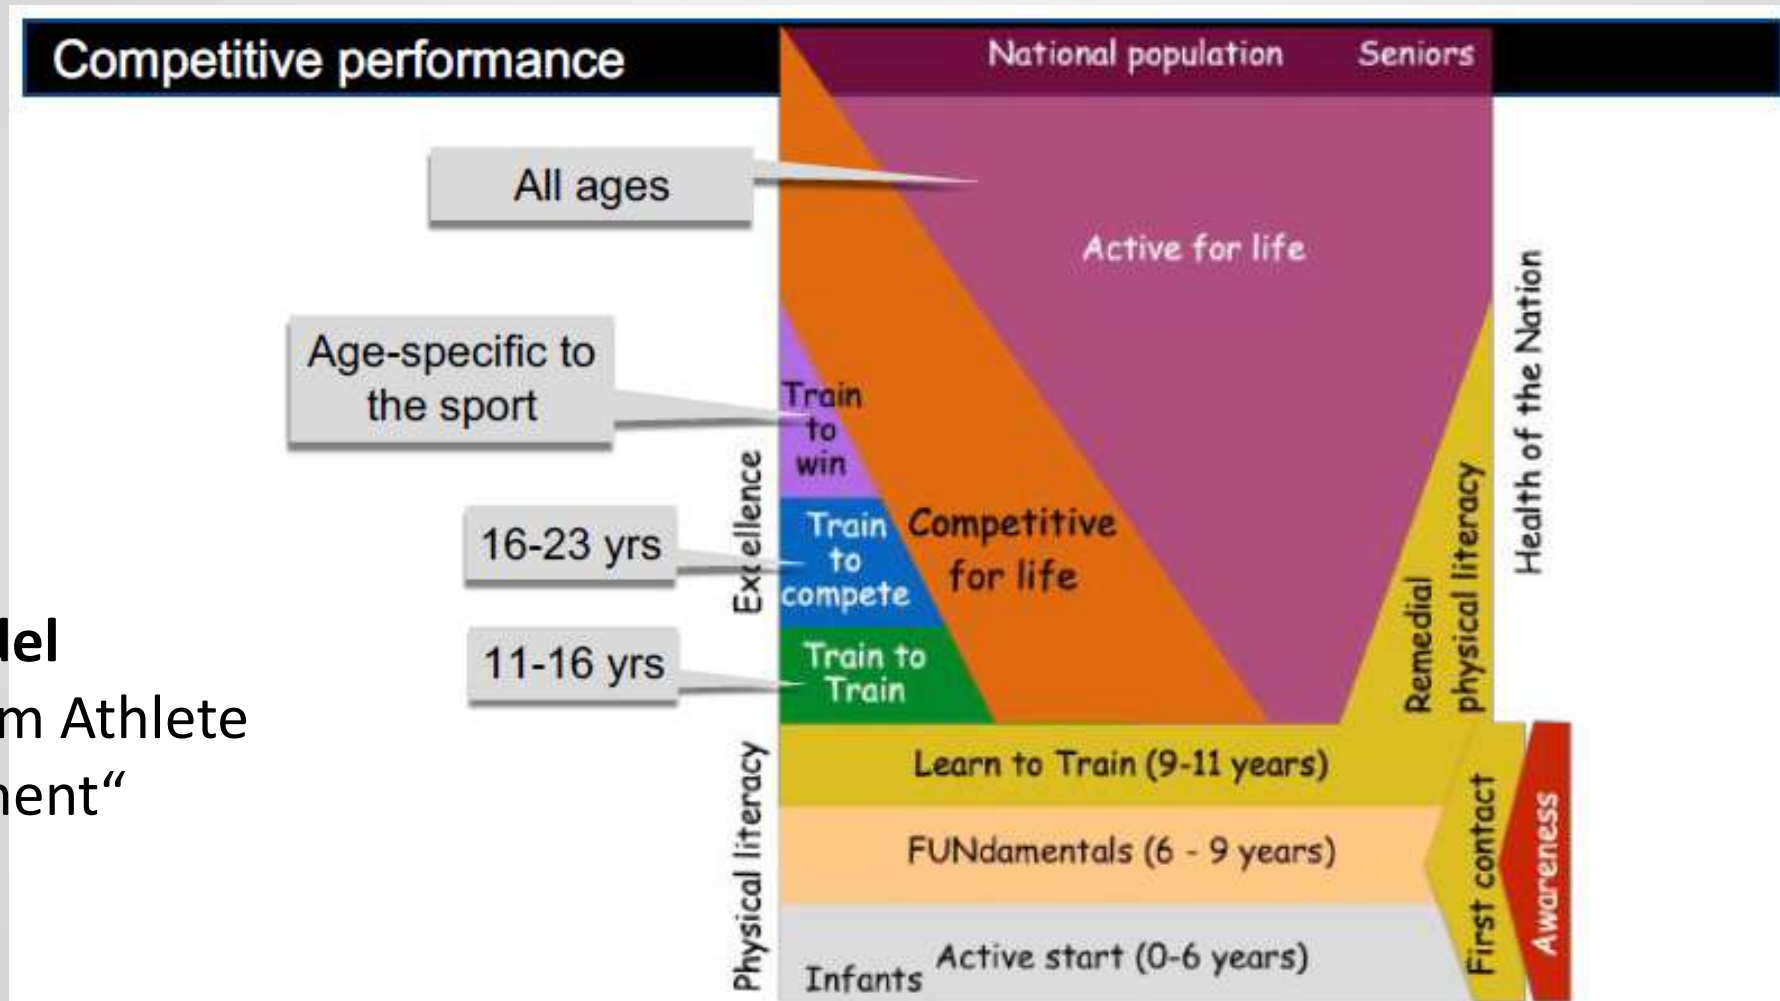 Competitive performance
National population
Seniors
All ages
Active for life
Age-specific to
the sport
Train
to
win
Excellence
16-23 yrs
Train
to
compete
Competitive
for life
11-16 yrs
Train to
Train
Remedial
physical literacy
Health of the Nation
del
m Athlete
nent“
Physical literacy
Learn to Train (9-11 years)
FUNdamentals (6 - 9 years)
Infants
Active start (0-6 years)
First contact
Awareness